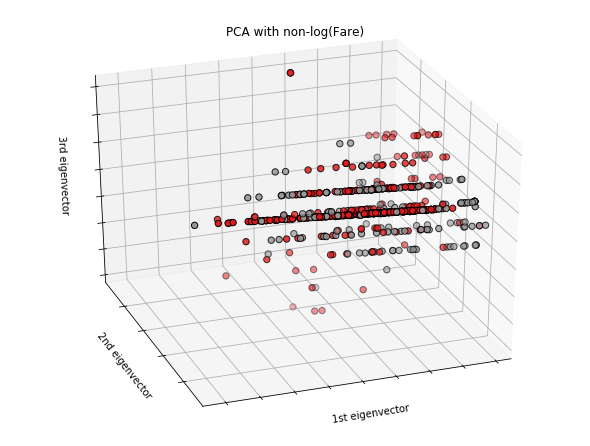 PCA with non-log(Fare)
3rd eigenvector
2nd eigenvector
1st eigenvector